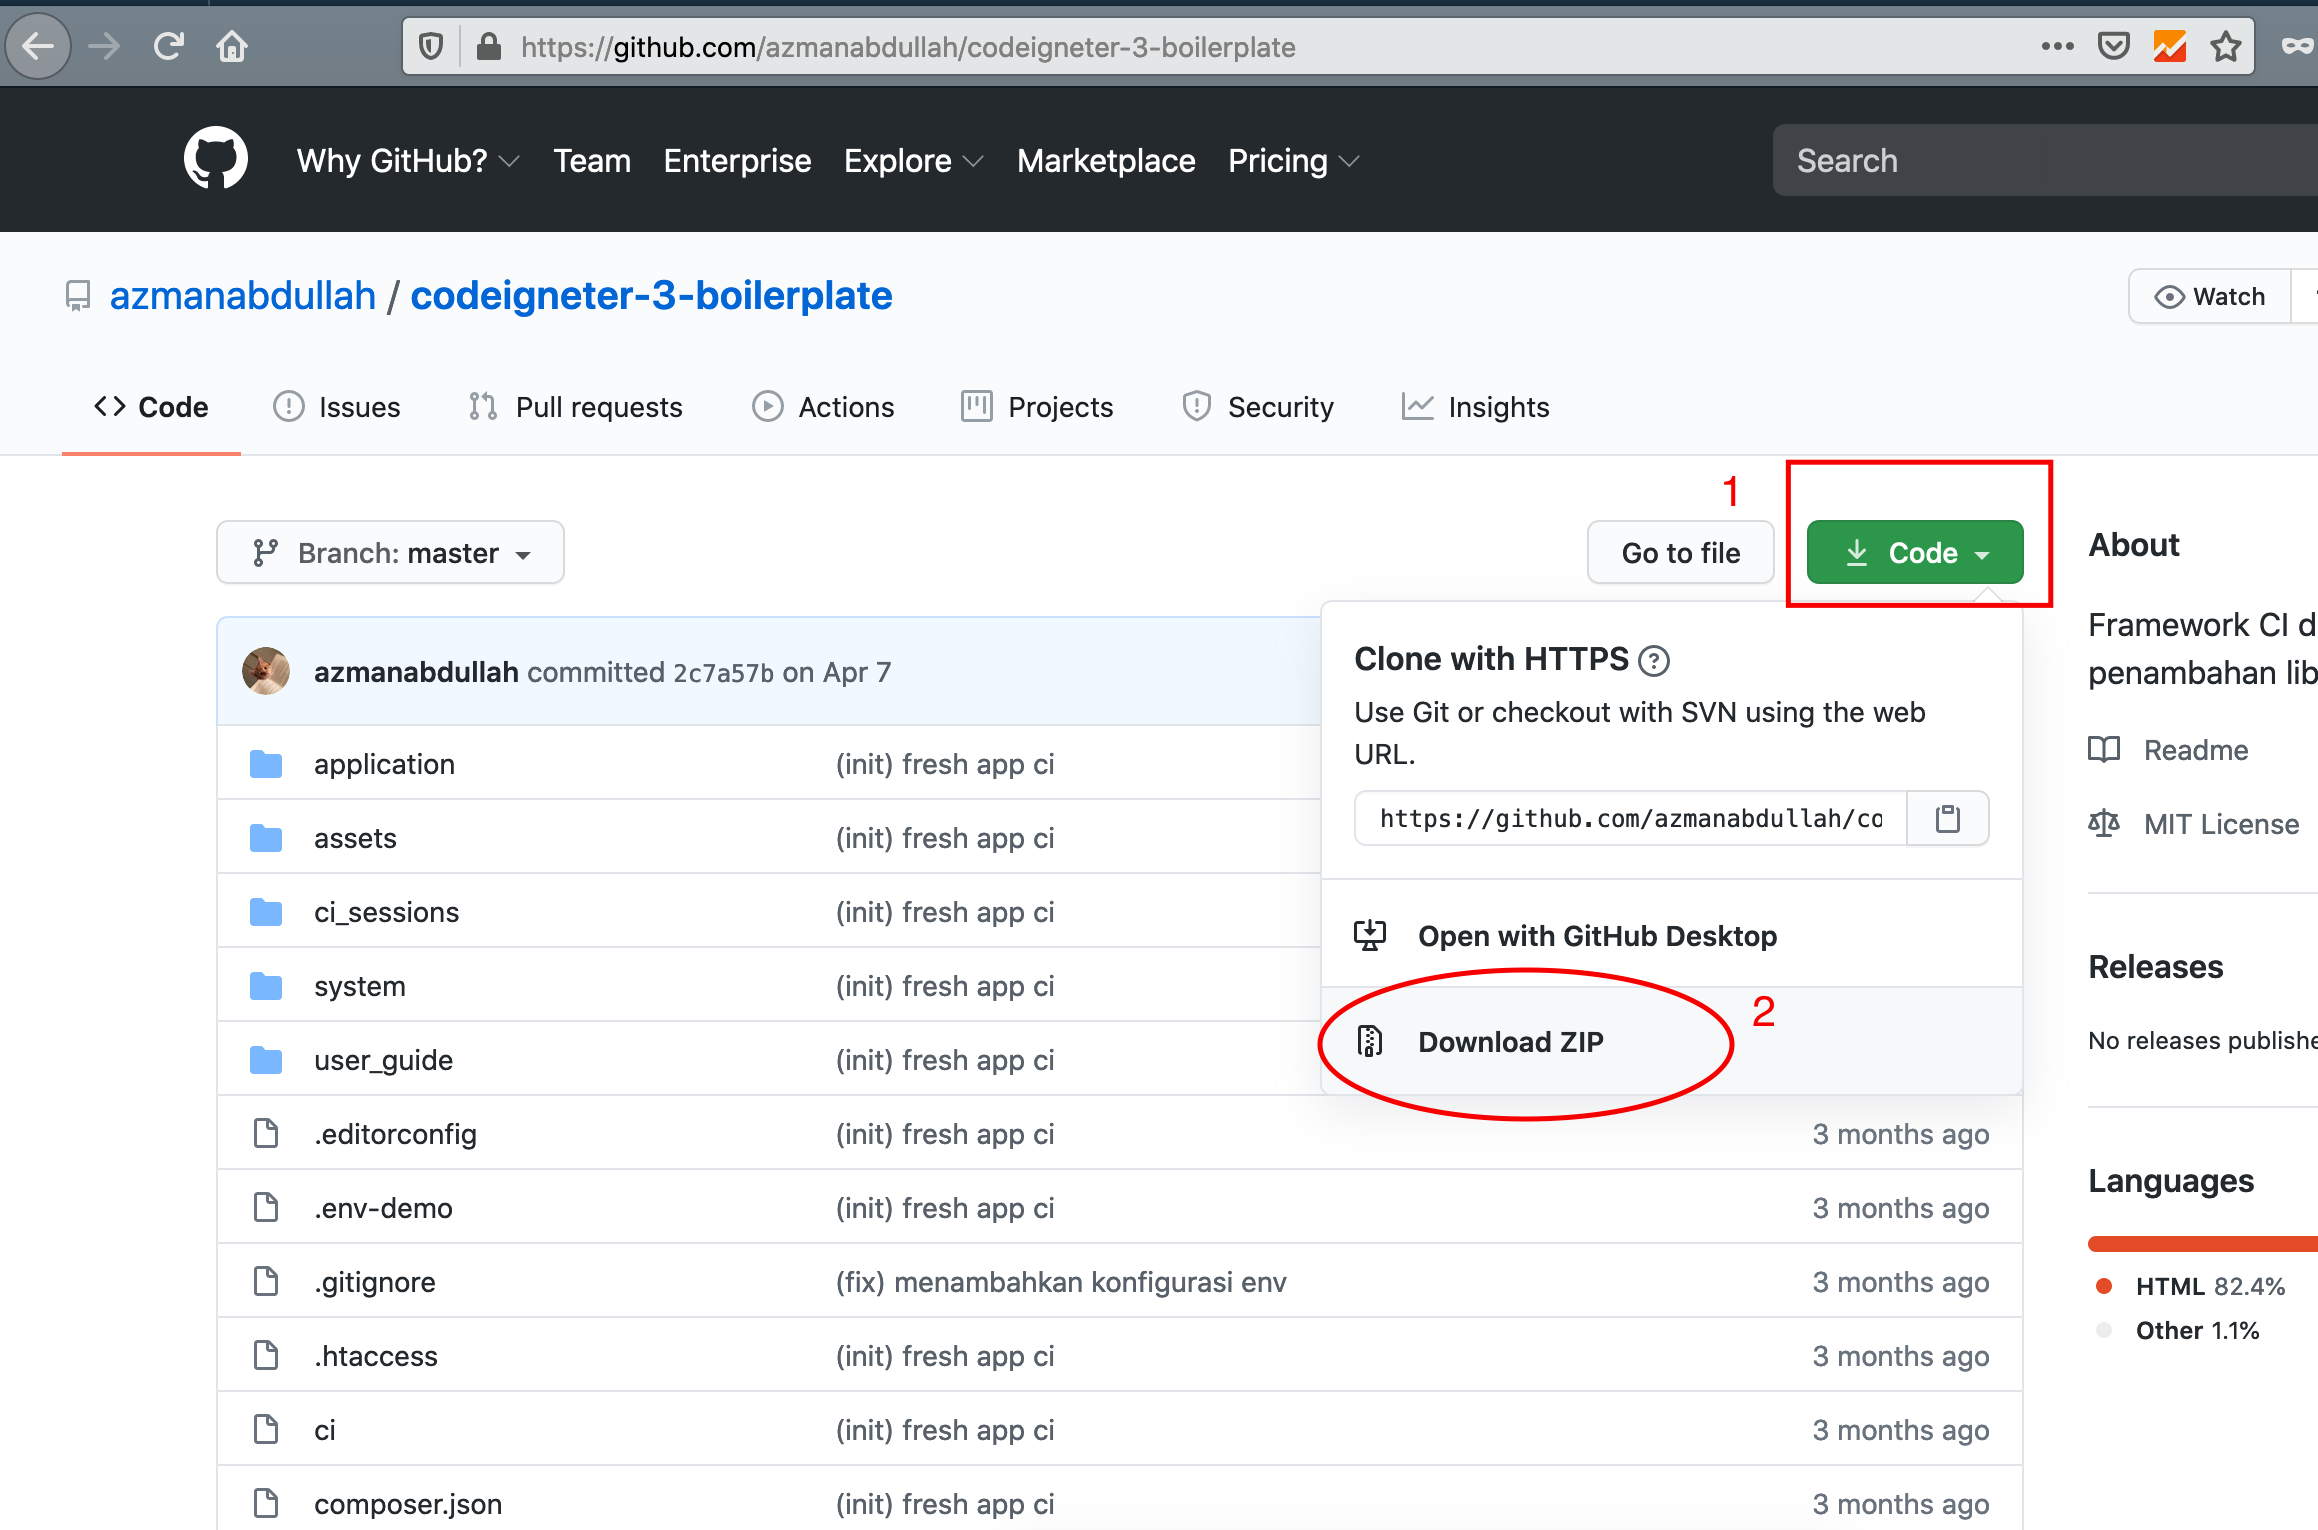 https://github.com/azmanabdullah/codeigneter-3-boilerplate
Why GitHub? Team Enterprise Explore Marketplace Pricing Search
azmanabdullah / codeigneter-3-boilerplate
Watch
Code Issues Pull requests Actions Projects Security Insights
1
Branch: master
Go to file
Code
azmanabdullah committed 2c7a57b on Apr 7
application (init) fresh app ci
assets (init) fresh app ci
ci_sessions (init) fresh app ci
system (init) fresh app ci
user_guide (init) fresh app ci
.editorconfig (init) fresh app ci 3 months ago
.env-demo (init) fresh app ci 3 months ago
.gitignore (fix) menambahkan konfigurasi env 3 months ago
.htaccess (init) fresh app ci 3 months ago
ci (init) fresh app ci 3 months ago
composer.json (init) fresh app ci 3 months ago
Clone with HTTPS ?
Use Git or checkout with SVN using the web
URL.
https://github.com/azmanabdullah/co
Open with GitHub Desktop
Download ZIP
2
About
Framework CI d
penambahan lib
Readme
MIT License
Releases
No releases publishe
Languages
HTML 82.4%
Other 1.1%